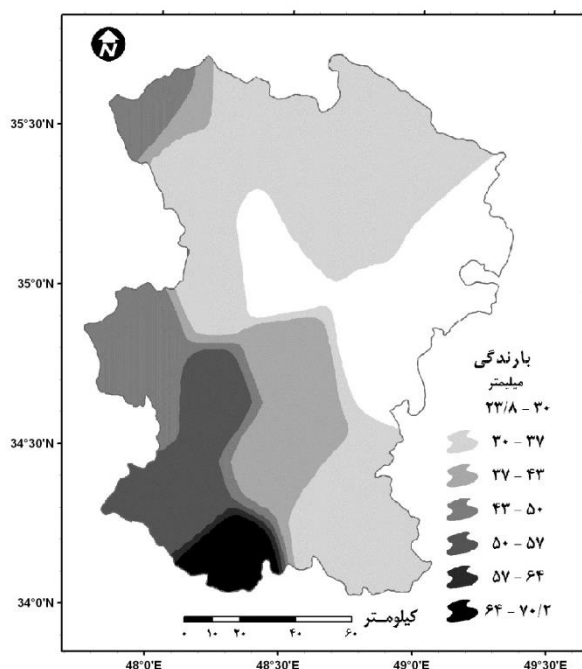 N
35°30'N
35°0'N
34°30'N
34°0'N
بارندگی
میلیمتر
۲۳/۸ - ۳۰
۳۰ - ۳۷
۳۷ - ۴۳
۴۳ - ۵۰
۵۰ - ۵۷
۵۷ - ۶۴
۶۴ - ۷۰/۲
کیلومتر
۰ ۱۰ ۲۰ ۴۰ ۶۰
48°0'E 48°30'E 49°0'E 49°30'E